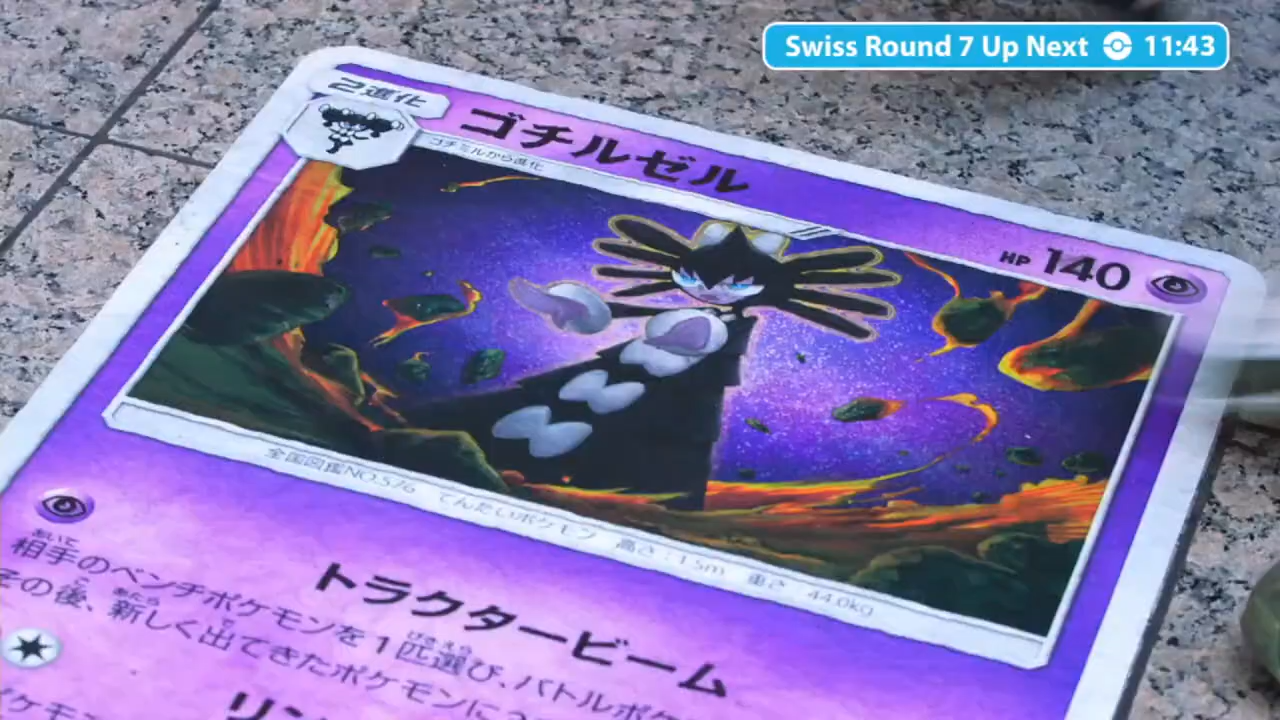 Swiss Round 7 Up Next 11:43
2進化
ゴチルゼル
ゴチミルから進化
HP 140
全国図鑑NO.576 てんたいポケモン 高さ:1.5m 重さ:44.0kg
トラクタービーム
相手のベンチポケモンを1匹選び、バトルポケ
その後、新しく出てきたポケモンに
リン